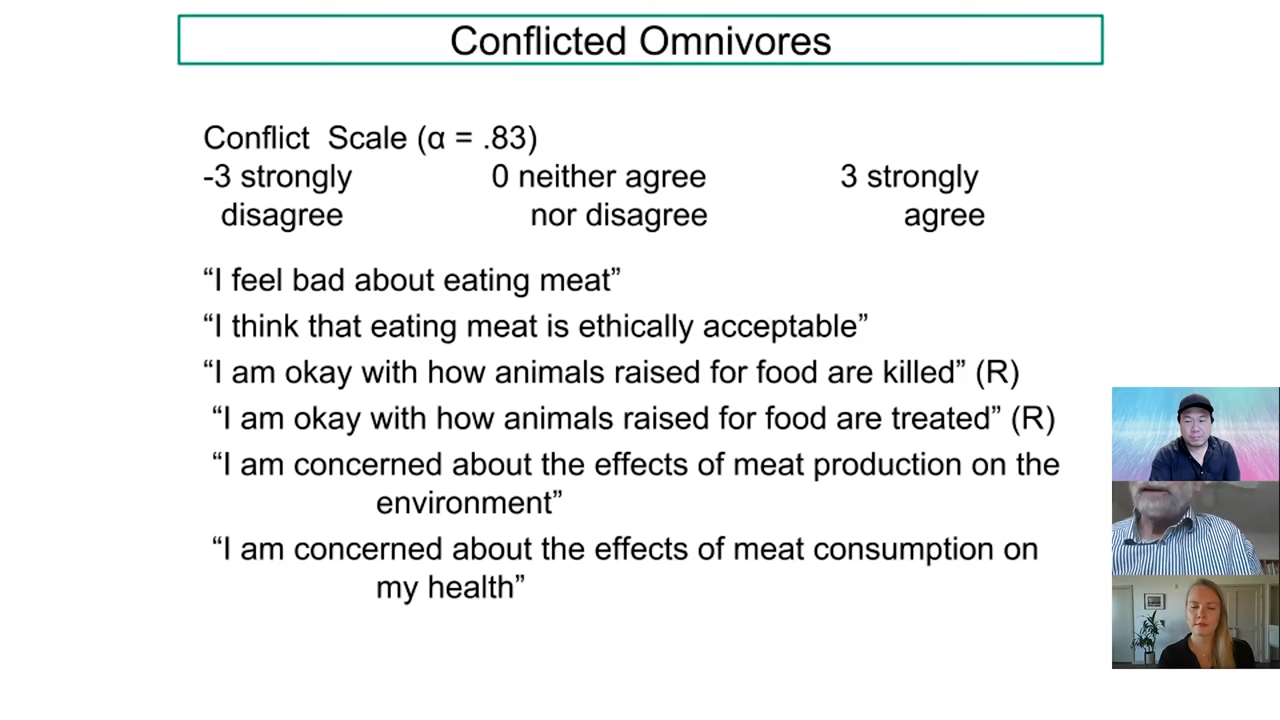 Conflicted Omnivores
Conflict Scale (α = .83)
-3 strongly 0 neither agree 3 strongly
disagree nor disagree agree
“I feel bad about eating meat”
“I think that eating meat is ethically acceptable”
“I am okay with how animals raised for food are killed” (R)
“I am okay with how animals raised for food are treated” (R)
“I am concerned about the effects of meat production on the
environment”
“I am concerned about the effects of meat consumption on
my health”